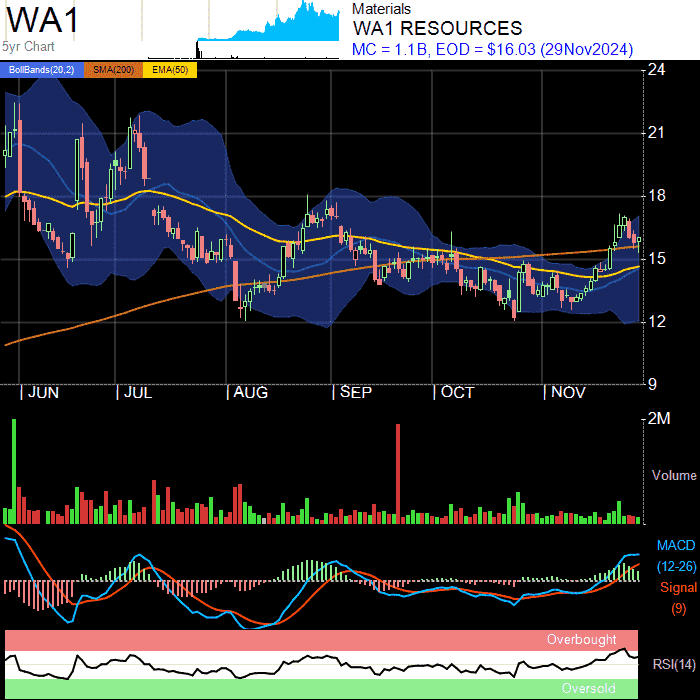 WA1
5yr Chart
Materials
WA1 RESOURCES
MC = 1.1B, EOD = $16.03 (29Nov2024)
BollBands(20,2) SMA(200) EMA(50)
24
21
18
15
12
9
JUN JUL AUG SEP OCT NOV
2M
Volume
MACD
(12-26)
Signal
(9)
Overbought
RSI(14)
Oversold